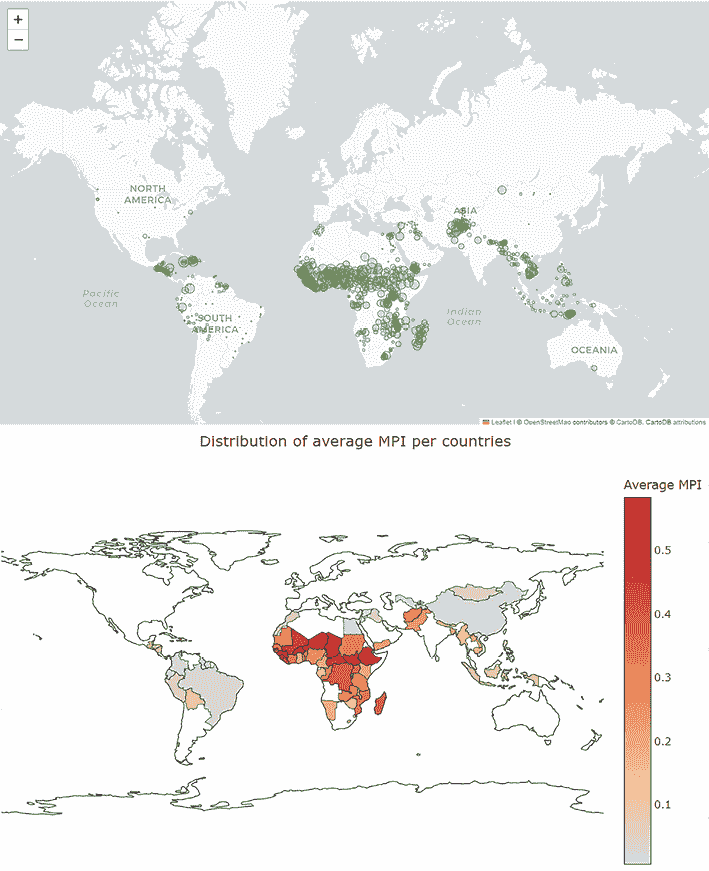 +
−
NORTH
AMERICA
ASIA
Pacific
Ocean
SOUTH
AMERICA
Indian
Ocean
OCEANIA
Leaflet | © OpenStreetMap contributors © CartoDB, CartoDB attributions
Distribution of average MPI per countries
Average MPI
0.5
0.4
0.3
0.2
0.1